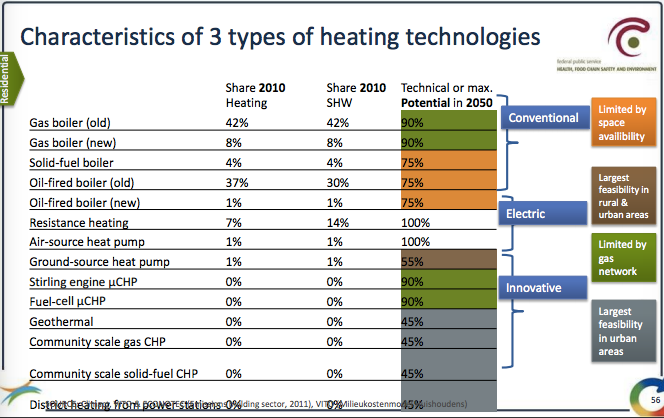 Characteristics of 3 types of heating technologies
federal public service
HEALTH, FOOD CHAIN SAFETY AND ENVIRONMENT
Residential
Share 2010 Heating
Share 2010 SHW
Technical or max. Potential in 2050
Gas boiler (old) 42% 42% 90%
Gas boiler (new) 8% 8% 90%
Solid-fuel boiler 4% 4% 75%
Oil-fired boiler (old) 37% 30% 75%
Oil-fired boiler (new) 1% 1% 75%
Resistance heating 7% 14% 100%
Air-source heat pump 1% 1% 100%
Ground-source heat pump 1% 1% 55%
Stirling engine µCHP 0% 0% 90%
Fuel-cell µCHP 0% 0% 90%
Geothermal 0% 0% 45%
Community scale gas CHP 0% 0% 45%
Community scale solid-fuel CHP 0% 0% 45%
District heating from power stations 0% 0% 45%
Conventional
Electric
Innovative
Limited by
space
availibility
Largest
feasibility in
rural &
urban areas
Limited by
gas
network
Largest
feasibility
in urban
areas
sector, 2011), VITO
56